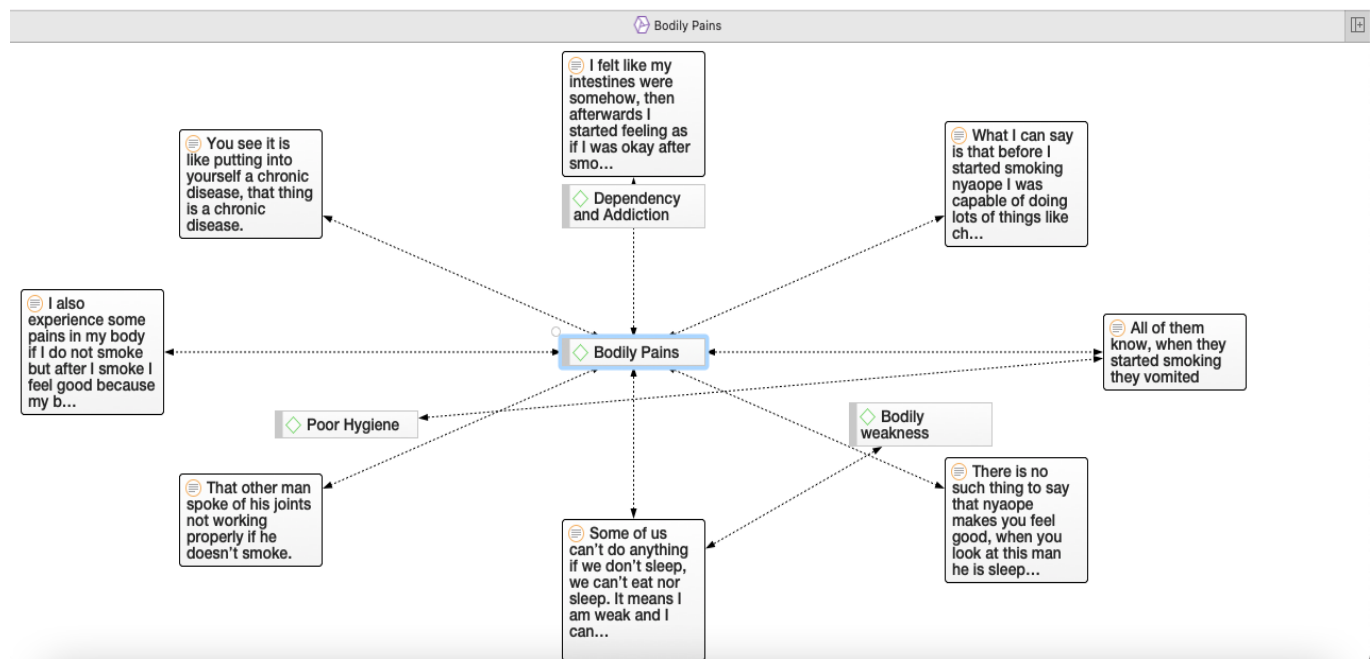 Bodily Pains
I felt like my
intestines were
somehow, then
afterwards I
started feeling as
if I was okay after
smo...
You see it is
like putting into
yourself a chronic
disease, that thing
is a chronic
disease.
What I can say
is that before I
started smoking
nyaope I was
capable of doing
lots of things like
ch...
Dependency
and Addiction
I also
experience some
pains in my body
if I do not smoke
but after I smoke I
feel good because
my b...
Bodily Pains
All of them
know, when they
started smoking
they vomited
Poor Hygiene
Bodily
weakness
That other man
spoke of his joints
not working
properly if he
doesn't smoke.
Some of us
can't do anything
if we don't sleep,
we can't eat nor
sleep. It means I
am weak and I
can...
There is no
such thing to say
that nyaope
makes you feel
good, when you
look at this man
he is sleep...